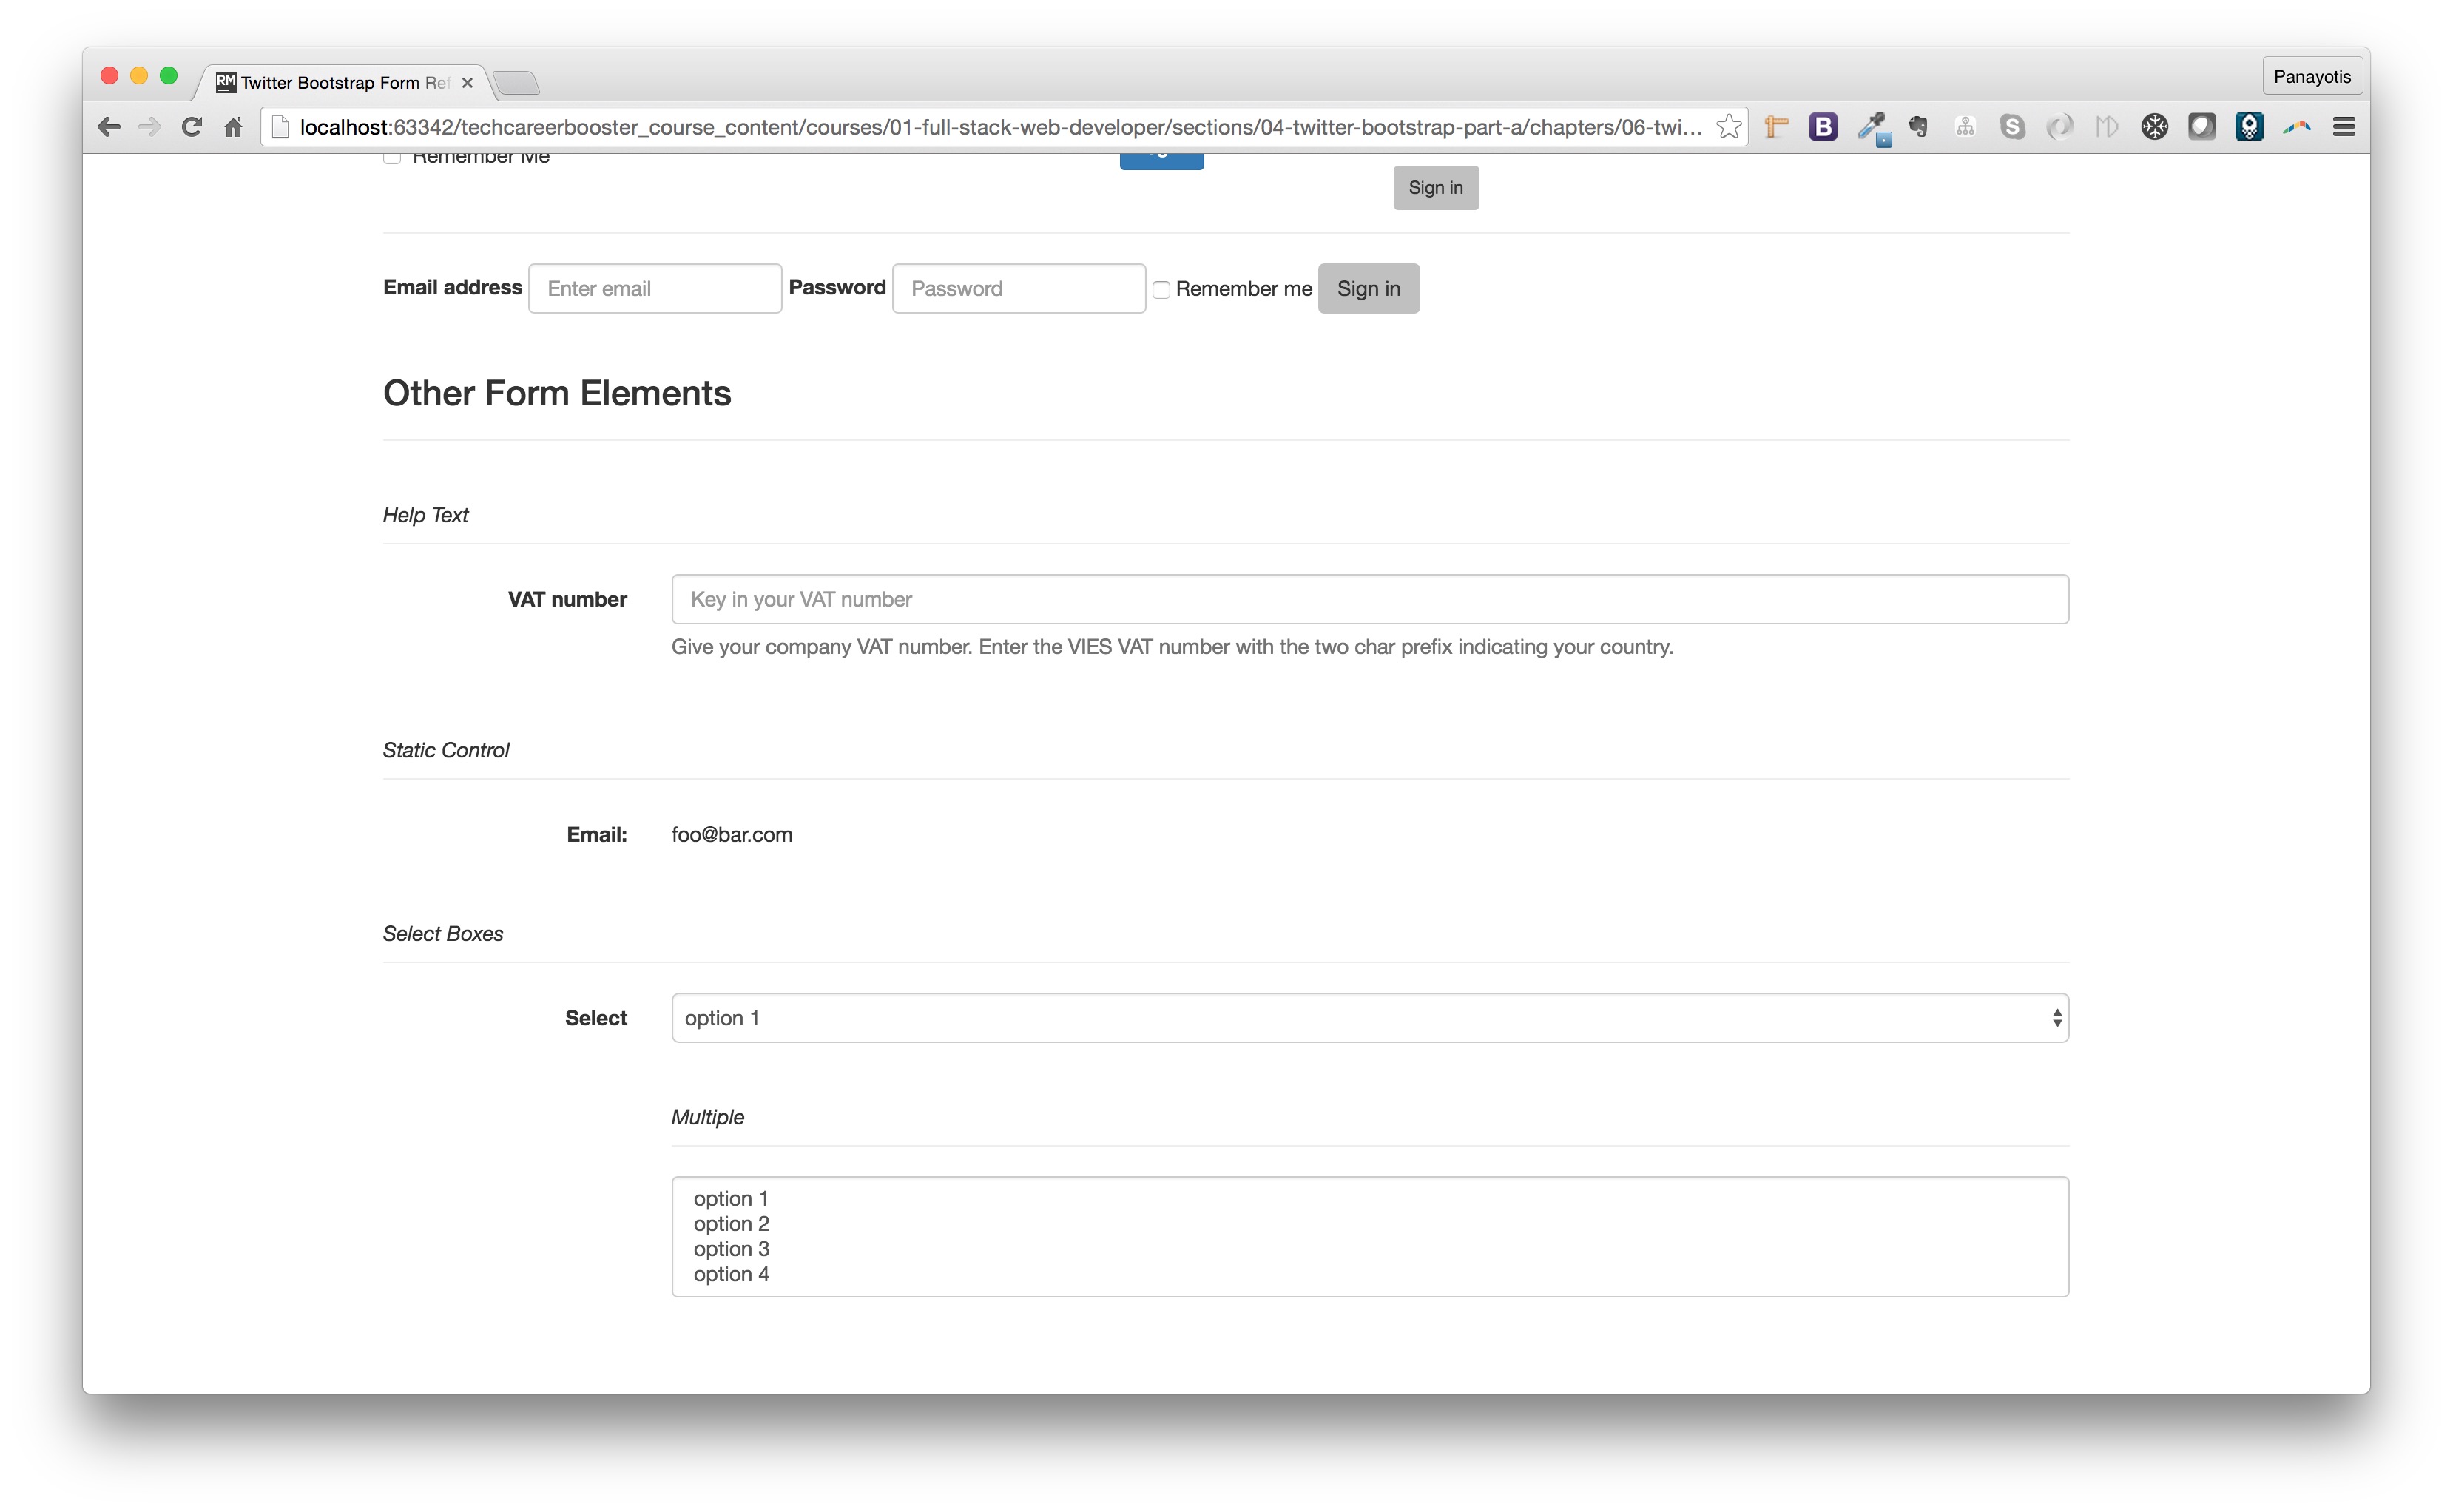 RM Twitter Bootstrap Form Ref
Panayotis
localhost:63342/techcareerbooster_course_content/courses/01-full-stack-web-developer/sections/04-twitter-bootstrap-part-a/chapters/06-twi...
Remember Me
Sign in
Email address Enter email Password Password Remember me Sign in
Other Form Elements
Help Text
VAT number Key in your VAT number
Give your company VAT number. Enter the VIES VAT number with the two char prefix indicating your country.
Static Control
Email: foo@bar.com
Select Boxes
Select option 1
Multiple
option 1
option 2
option 3
option 4